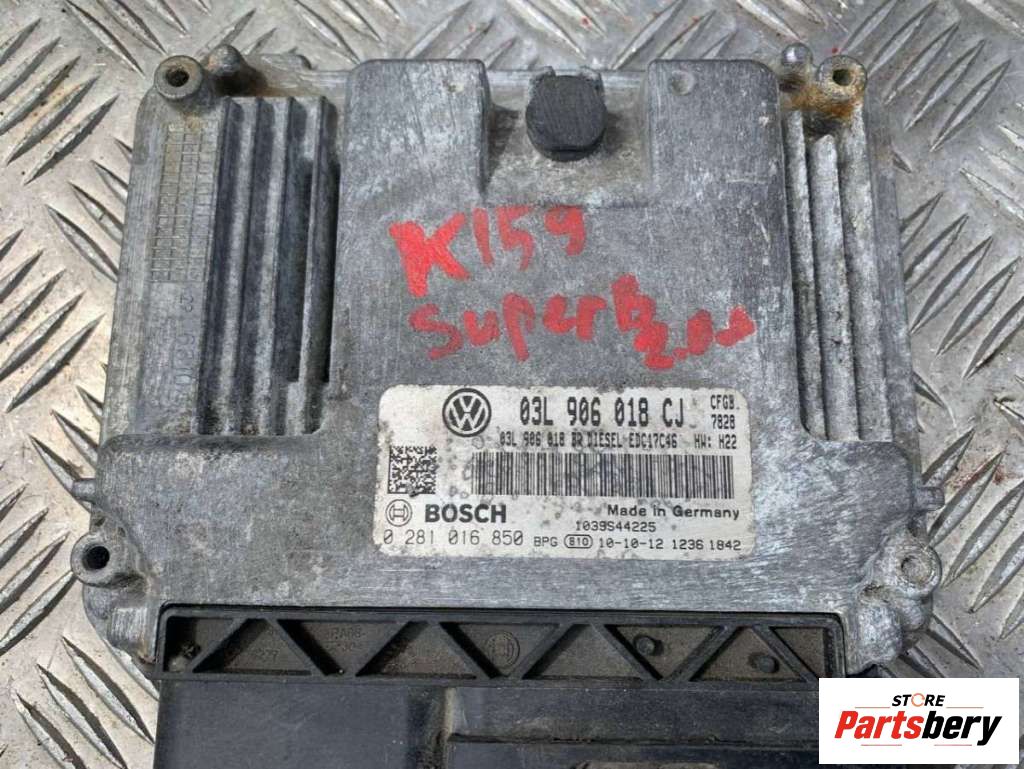 K159
SuperB
2.0d
03L 906 018 CJ CFGB.
7828
03L 906 018 BR DIESEL EDC17C46 HW: H22
BOSCH Made in Germany
1039S44225
0 281 016 850 BPG 810 10-10-12 1236 1842
STORE
Partsbery